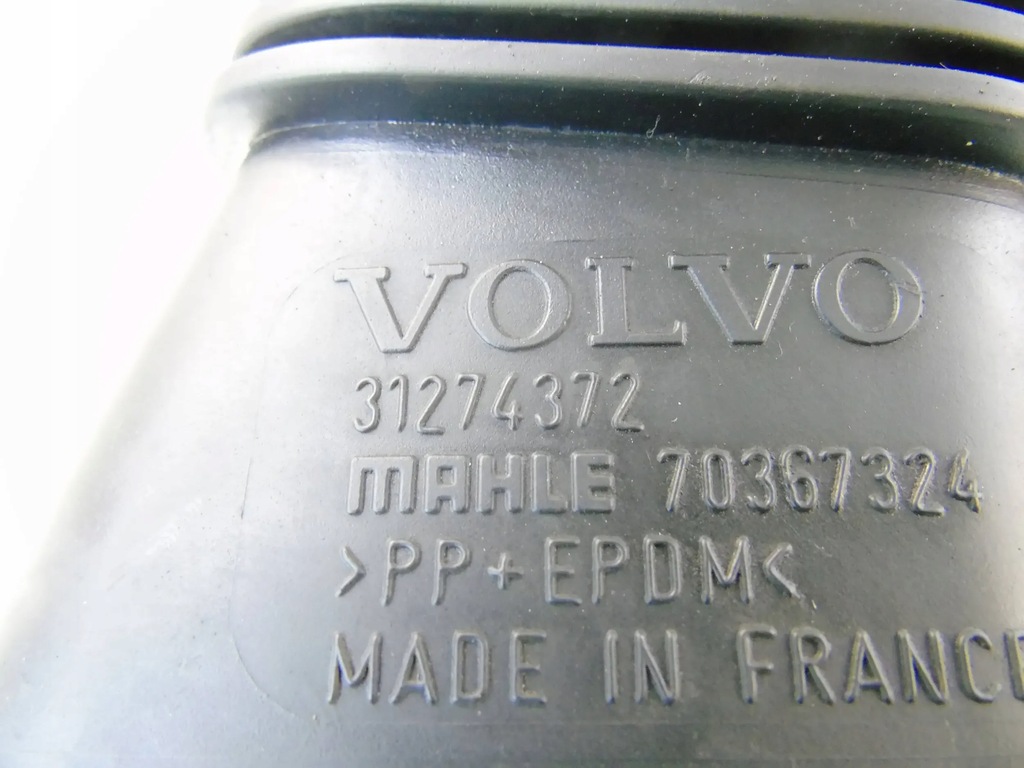 VOLVO
31274372
MAHLE 70367324
>PP+EPDM<
MADE IN FRANCE